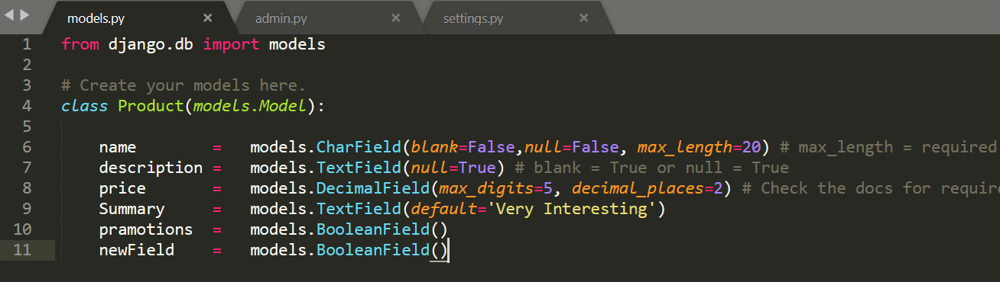 models.py admin.py settings.py
1 from django.db import models
2
3 # Create your models here.
4 class Product(models.Model):
5
6 name = models.CharField(blank=False,null=False, max_length=20) # max_length = required
7 description = models.TextField(null=True) # blank = True or null = True
8 price = models.DecimalField(max_digits=5, decimal_places=2) # Check the docs for require
9 Summary = models.TextField(default='Very Interesting')
10 pramotions = models.BooleanField()
11 newField = models.BooleanField()